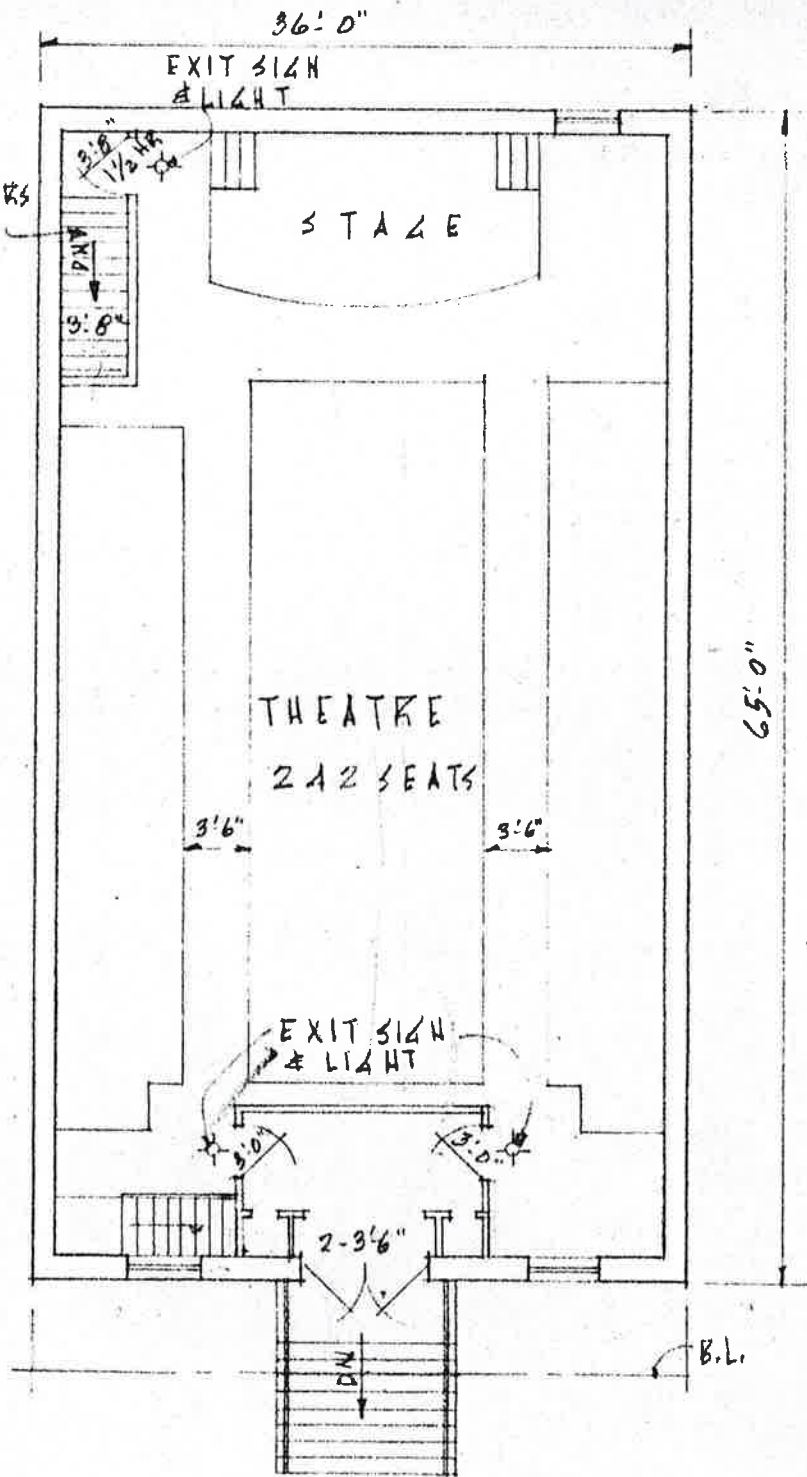 36'-0"
EXIT SIGN
& LIGHT
3'8"
1 1/2 HR
RS
DN
3'8"
STAGE
65'-0"
THEATRE
242 SEATS
3'6"
3'6"
EXIT SIGN
& LIGHT
3'0"
3'0"
2-3'6"
DN
B.L.